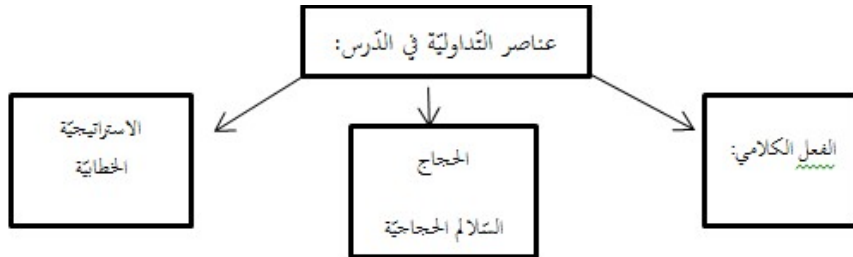 عناصر التّداوليّة في الدّرس:
الفعل الكلامي:
الحجاج
السّلالم الحجاجيّة
الاستراتيجيّة
الخطابيّة